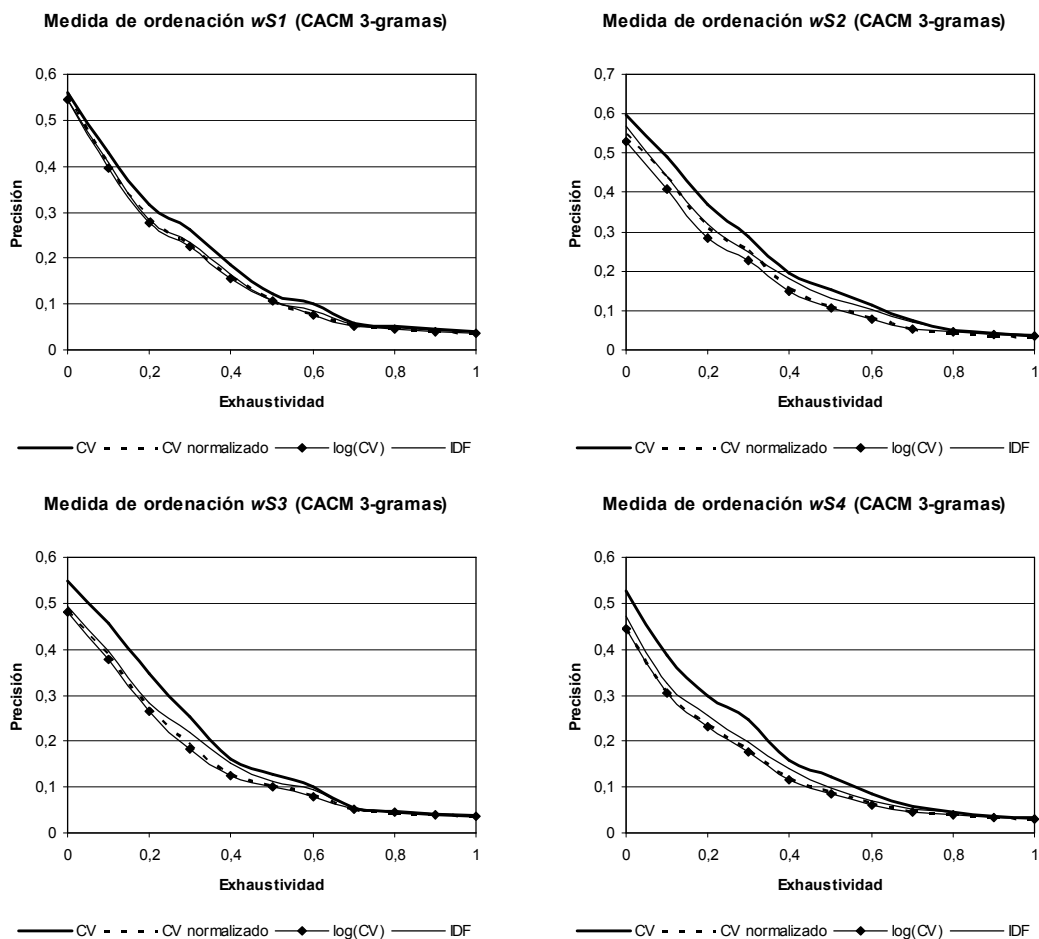 Medida de ordenación wS1 (CACM 3-gramas)
0,6
0,5
0,4
0,3
0,2
0,1
0
Precisión
0 0,2 0,4 0,6 0,8 1
Exhaustividad
CV CV normalizado log(CV) IDF
Medida de ordenación wS2 (CACM 3-gramas)
0,7
0,6
0,5
0,4
0,3
0,2
0,1
0
Precisión
0 0,2 0,4 0,6 0,8 1
Exhaustividad
CV CV normalizado log(CV) IDF
Medida de ordenación wS3 (CACM 3-gramas)
0,6
0,5
0,4
0,3
0,2
0,1
0
Precisión
0 0,2 0,4 0,6 0,8 1
Exhaustividad
CV CV normalizado log(CV) IDF
Medida de ordenación wS4 (CACM 3-gramas)
0,6
0,5
0,4
0,3
0,2
0,1
0
Precisión
0 0,2 0,4 0,6 0,8 1
Exhaustividad
CV CV normalizado log(CV) IDF